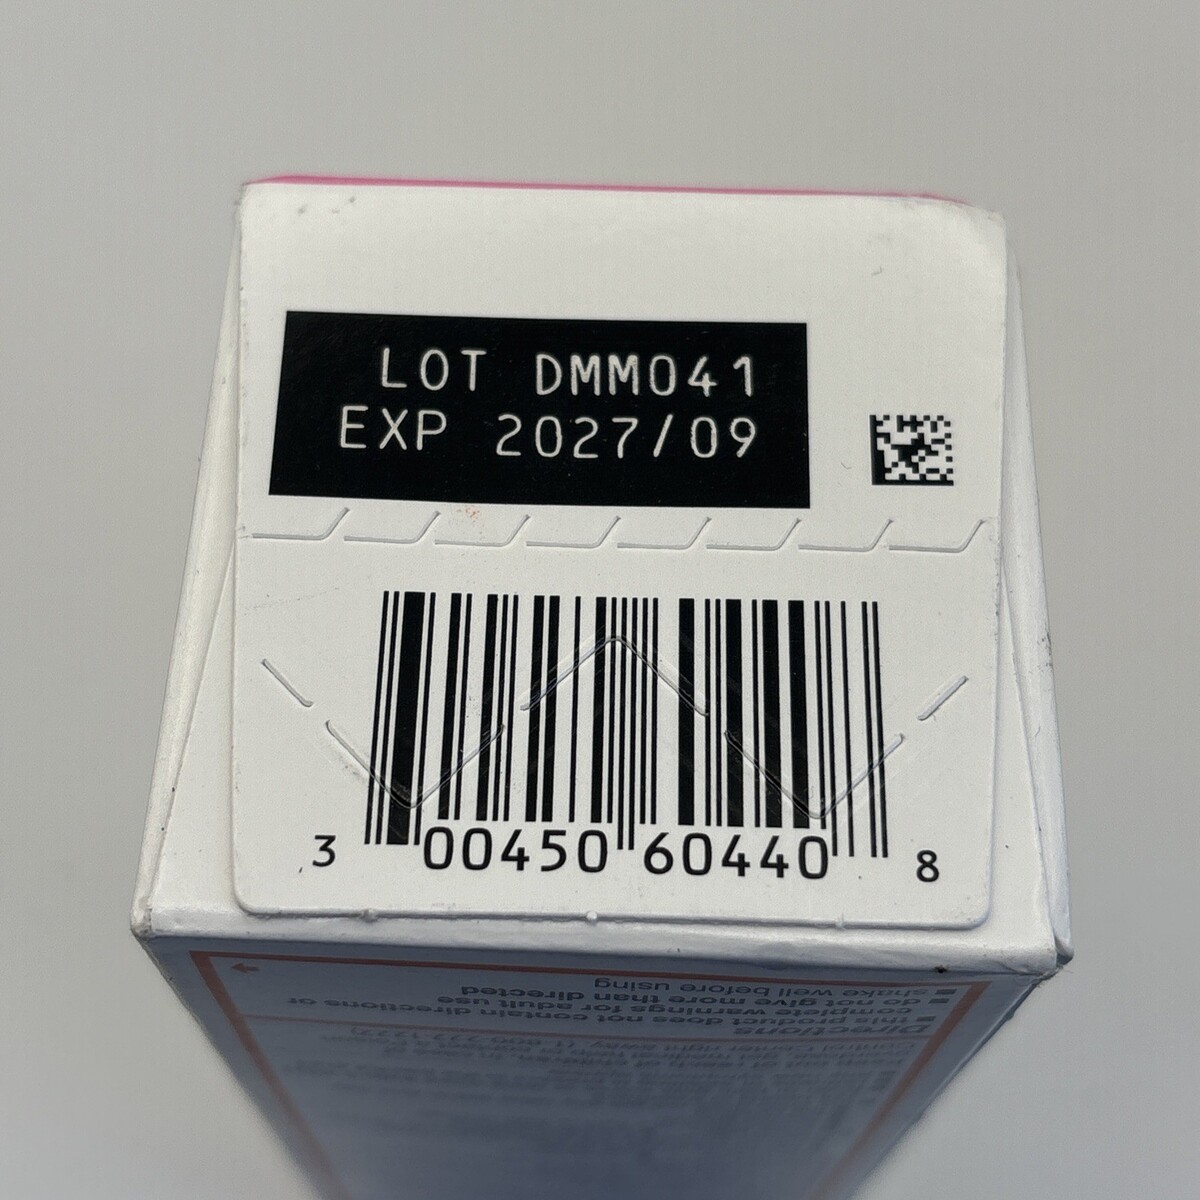 LOT DMM041
EXP 2027/09
3 00450 60440 8
shake well before using
do not give more than directed
complete warnings for adult use
this product does not contain directions or
Directions